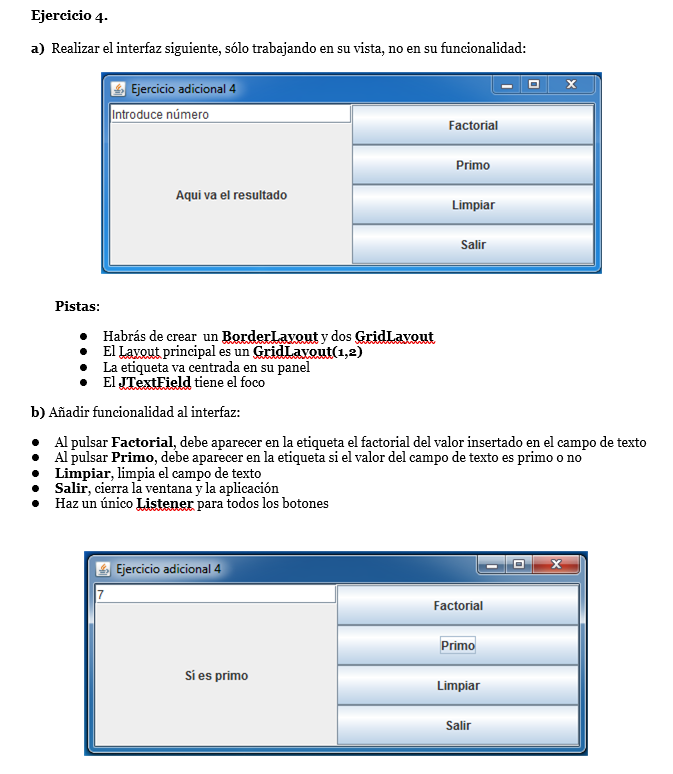 Ejercicio 4.
a) Realizar el interfaz siguiente, sólo trabajando en su vista, no en su funcionalidad:
Ejercicio adicional 4
Introduce número
Aqui va el resultado
Factorial
Primo
Limpiar
Salir
Pistas:
● Habrás de crear un BorderLayout y dos GridLayout
● El Layout principal es un GridLayout(1,2)
● La etiqueta va centrada en su panel
● El JTextField tiene el foco
b) Añadir funcionalidad al interfaz:
● Al pulsar Factorial, debe aparecer en la etiqueta el factorial del valor insertado en el campo de texto
● Al pulsar Primo, debe aparecer en la etiqueta si el valor del campo de texto es primo o no
● Limpiar, limpia el campo de texto
● Salir, cierra la ventana y la aplicación
● Haz un único Listener para todos los botones
Ejercicio adicional 4
7
Sí es primo
Factorial
Primo
Limpiar
Salir